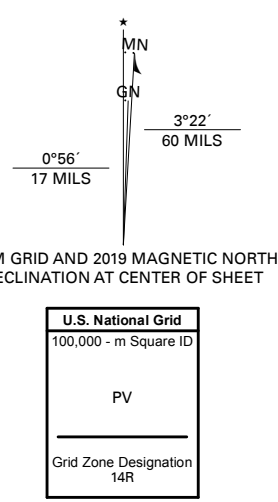 ★
MN
GN
3°22´
60 MILS
0°56´
17 MILS
GRID AND 2019 MAGNETIC NORTH
AT CENTER OF SHEET
U.S. National Grid
100,000 - m Square ID
PV
Grid Zone Designation
14R